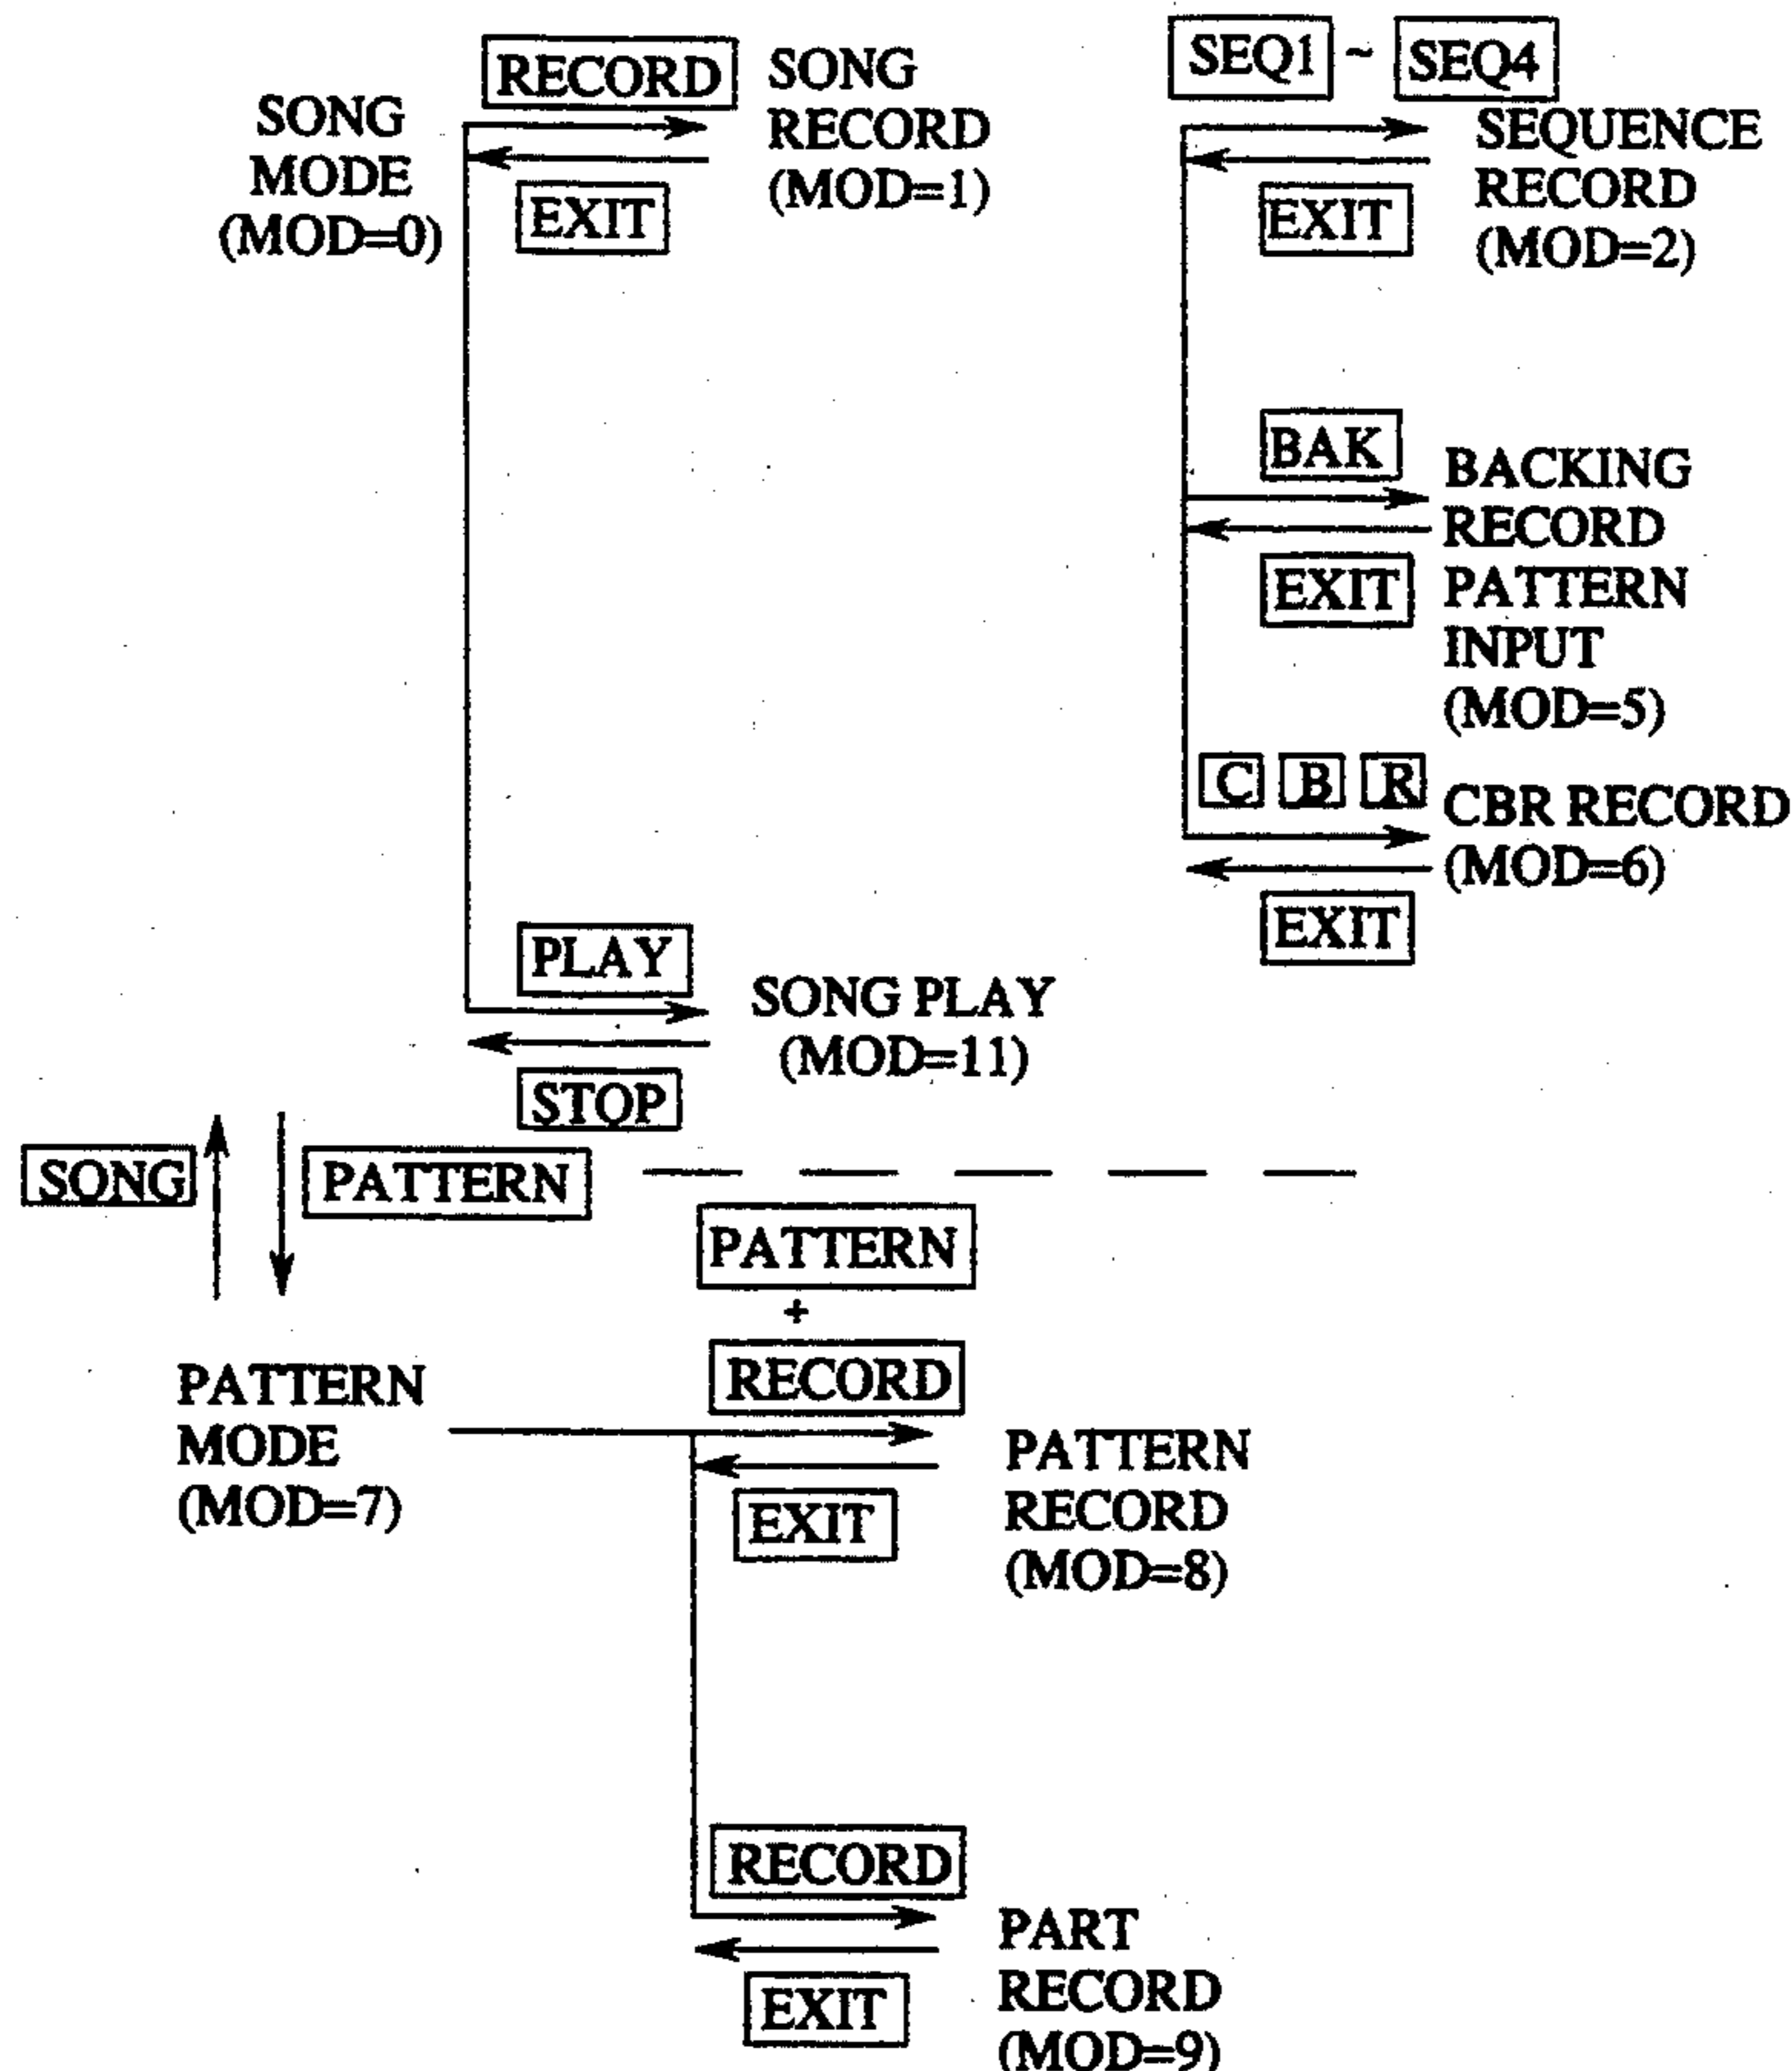 SONG
MODE
(MOD=0)
RECORD
EXIT
SONG
RECORD
(MOD=1)
SEQ1 ~ SEQ4
EXIT
SEQUENCE
RECORD
(MOD=2)
BAK
EXIT
BACKING
RECORD
PATTERN
INPUT
(MOD=5)
C B R
EXIT
CBR RECORD
(MOD=6)
PLAY
STOP
SONG PLAY
(MOD=11)
SONG
PATTERN
PATTERN
MODE
(MOD=7)
PATTERN
+
RECORD
EXIT
PATTERN
RECORD
(MOD=8)
RECORD
EXIT
PART
RECORD
(MOD=9)